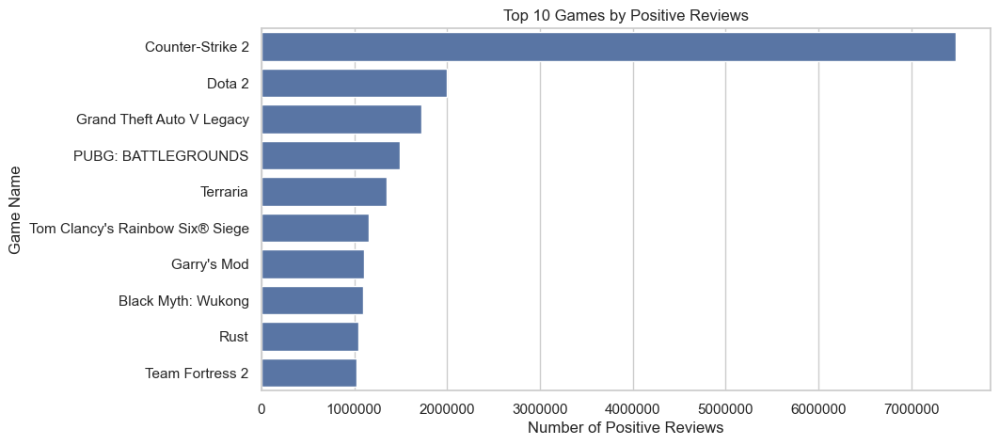 Top 10 Games by Positive Reviews
Game Name
Counter-Strike 2
Dota 2
Grand Theft Auto V Legacy
PUBG: BATTLEGROUNDS
Terraria
Tom Clancy's Rainbow Six® Siege
Garry's Mod
Black Myth: Wukong
Rust
Team Fortress 2
0 1000000 2000000 3000000 4000000 5000000 6000000 7000000
Number of Positive Reviews